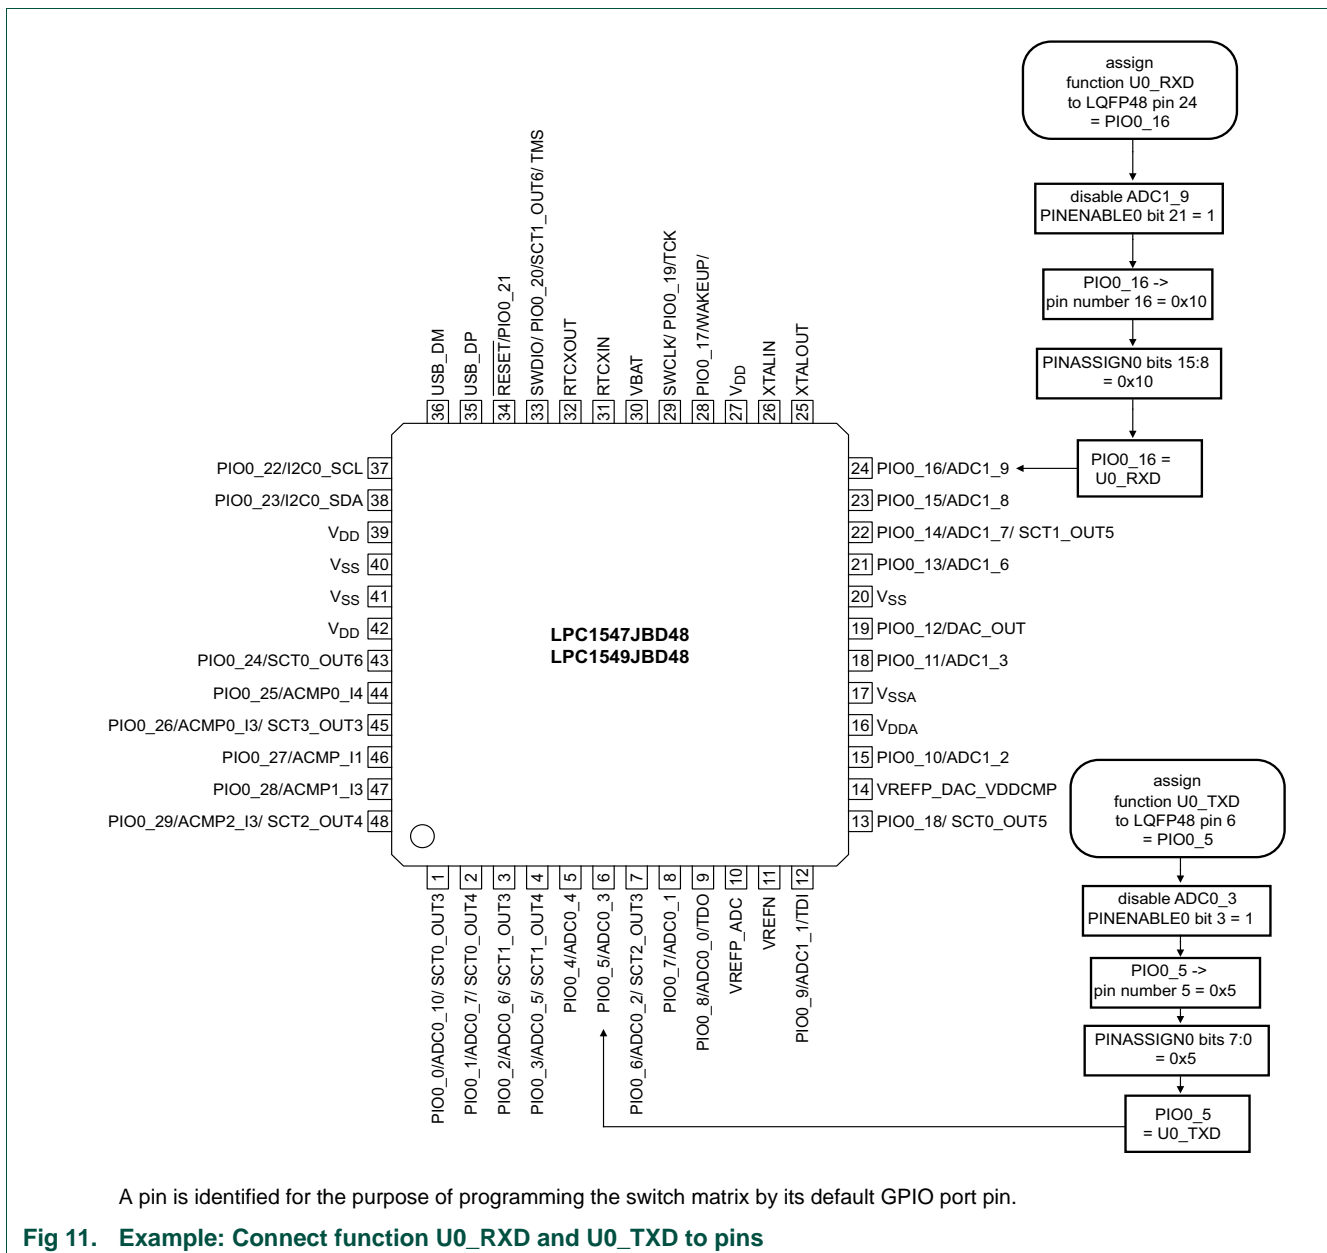 assign
function U0_RXD
to LQFP48 pin 24
= PIO0_16
disable ADC1_9
PINENABLE0 bit 21 = 1
PIO0_16 ->
pin number 16 = 0x10
PINASSIGN0 bits 15:8
= 0x10
PIO0_16 =
U0_RXD
36 USB_DM
35 USB_DP
34 RESET/PIO0_21
33 SWDIO/ PIO0_20/SCT1_OUT6/ TMS
32 RTCXOUT
31 RTCXIN
30 VBAT
29 SWCLK/ PIO0_19/TCK
28 PIO0_17/WAKEUP/
27 VDD
26 XTALIN
25 XTALOUT
PIO0_22/I2C0_SCL 37
PIO0_23/I2C0_SDA 38
VDD 39
VSS 40
VSS 41
VDD 42
PIO0_24/SCT0_OUT6 43
PIO0_25/ACMP0_I4 44
PIO0_26/ACMP0_I3/ SCT3_OUT3 45
PIO0_27/ACMP_I1 46
PIO0_28/ACMP1_I3 47
PIO0_29/ACMP2_I3/ SCT2_OUT4 48
LPC1547JBD48
LPC1549JBD48
24 PIO0_16/ADC1_9
23 PIO0_15/ADC1_8
22 PIO0_14/ADC1_7/ SCT1_OUT5
21 PIO0_13/ADC1_6
20 VSS
19 PIO0_12/DAC_OUT
18 PIO0_11/ADC1_3
17 VSSA
16 VDDA
15 PIO0_10/ADC1_2
14 VREFP_DAC_VDDCMP
13 PIO0_18/ SCT0_OUT5
1 PIO0_0/ADC0_10/ SCT0_OUT3
2 PIO0_1/ADC0_7/ SCT0_OUT4
3 PIO0_2/ADC0_6/ SCT1_OUT3
4 PIO0_3/ADC0_5/ SCT1_OUT4
5 PIO0_4/ADC0_4
6 PIO0_5/ADC0_3
7 PIO0_6/ADC0_2/ SCT2_OUT3
8 PIO0_7/ADC0_1
9 PIO0_8/ADC0_0/TDO
10 VREFP_ADC
11 VREFN
12 PIO0_9/ADC1_1/TDI
assign
function U0_TXD
to LQFP48 pin 6
= PIO0_5
disable ADC0_3
PINENABLE0 bit 3 = 1
PIO0_5 ->
pin number 5 = 0x5
PINASSIGN0 bits 7:0
= 0x5
PIO0_5
= U0_TXD
A pin is identified for the purpose of programming the switch matrix by its default GPIO port pin.
Fig 11. Example: Connect function U0_RXD and U0_TXD to pins